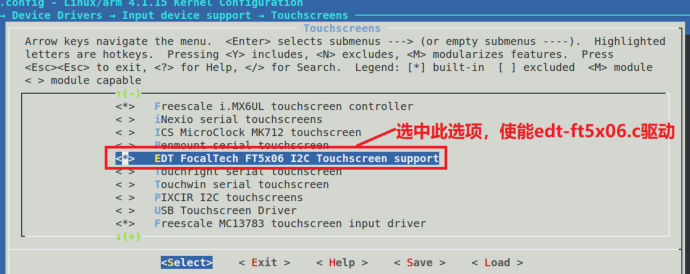 .config - Linux/arm 4.1.15 Kernel Configuration
→ Device Drivers → Input device support → Touchscreens
Touchscreens
Arrow keys navigate the menu. <Enter> selects submenus ---> (or empty submenus ----). Highlighted
letters are hotkeys. Pressing <Y> includes, <N> excludes, <M> modularizes features. Press
<Esc><Esc> to exit, <?> for Help, </> for Search. Legend: [*] built-in [ ] excluded <M> module
< > module capable
↑(-)
<*> Freescale i.MX6UL touchscreen controller
< > iNexio serial touchscreens
< > ICS MicroClock MK712 touchscreen
< > Penmount serial touchscreen
<*> EDT FocalTech FT5x06 I2C Touchscreen support
选中此选项，使能edt-ft5x06.c驱动
< > Touchright serial touchscreen
< > Touchwin serial touchscreen
< > PIXCIR I2C touchscreens
< > USB Touchscreen Driver
<*> Freescale MC13783 touchscreen input driver
↓(+)
<Select> < Exit > < Help > < Save > < Load >